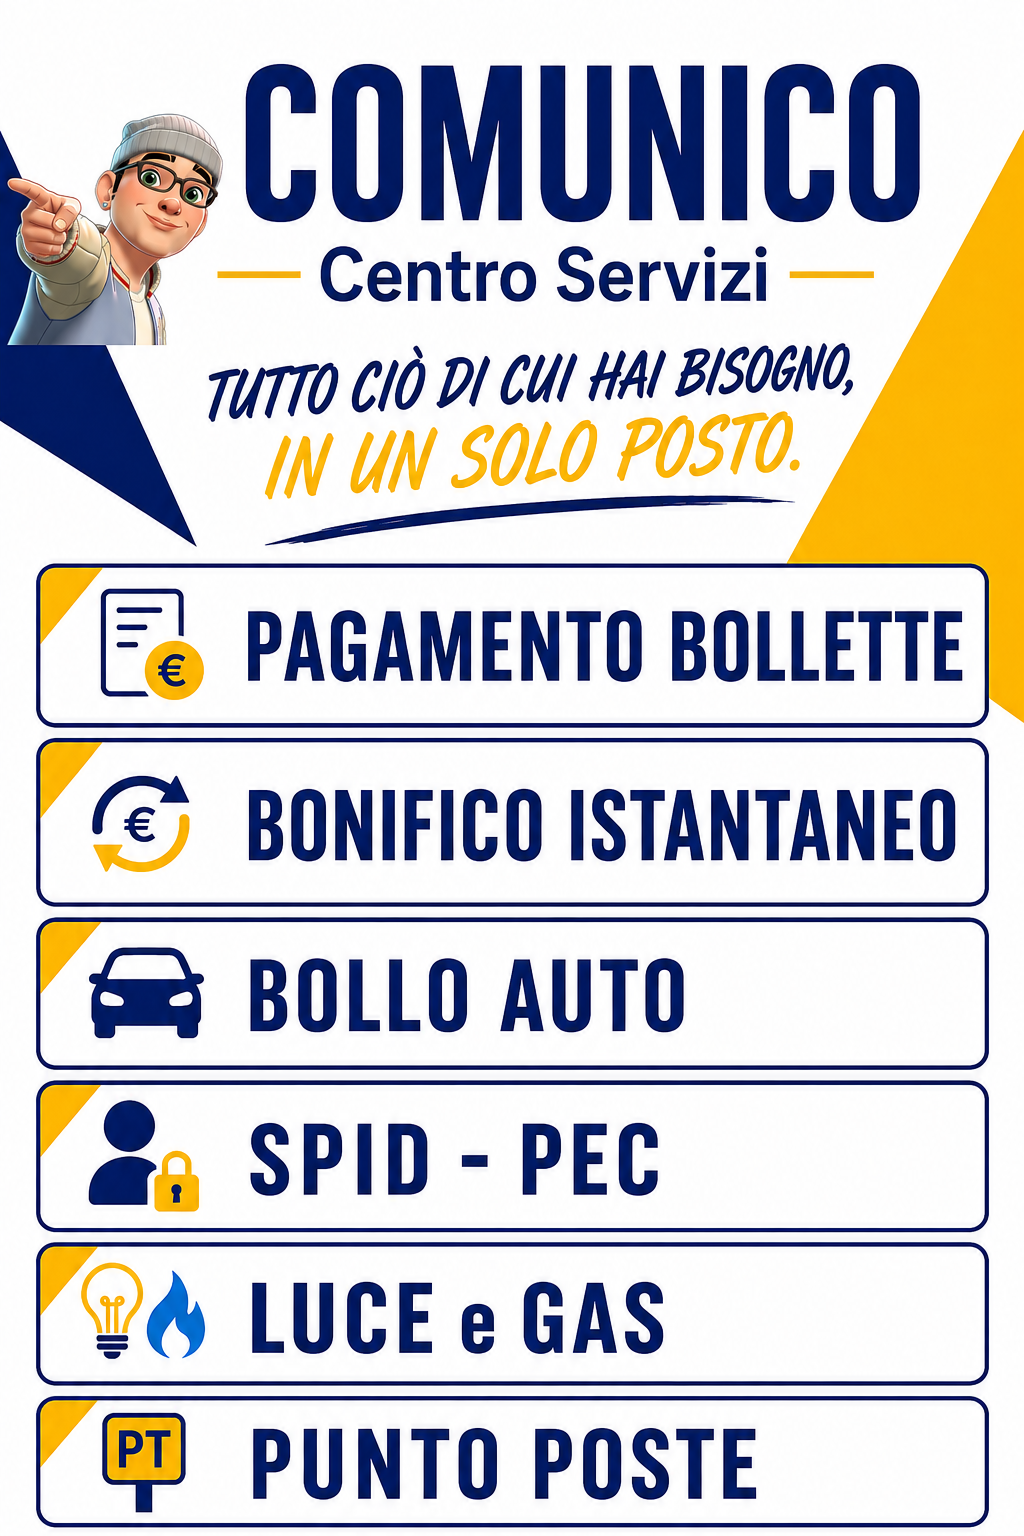 COMUNICO
Centro Servizi
TUTTO CIÒ DI CUI HAI BISOGNO,
IN UN SOLO POSTO.
€ PAGAMENTO BOLLETTE
€ BONIFICO ISTANTANEO
BOLLO AUTO
SPID - PEC
LUCE e GAS
PT PUNTO POSTE